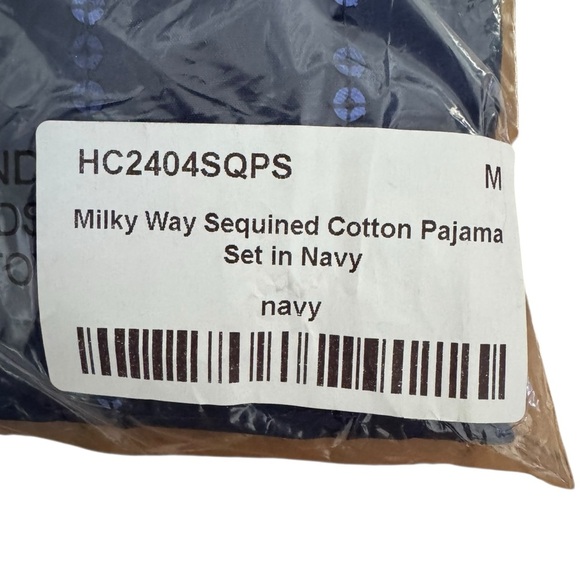 HC2404SQPS M
Milky Way Sequined Cotton Pajama
Set in Navy
navy